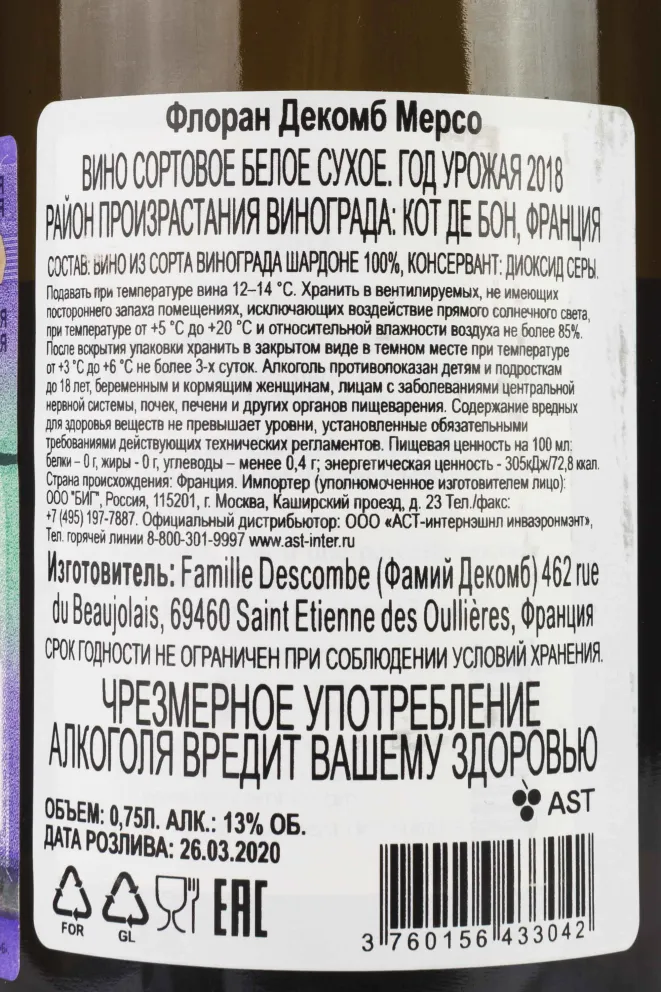 Флоран Декомб Мерсо
ВИНО СОРТОВОЕ БЕЛОЕ СУХОЕ. ГОД УРОЖАЯ 2018
РАЙОН ПРОИЗРАСТАНИЯ ВИНОГРАДА: КОТ ДЕ БОН, ФРАНЦИЯ
СОСТАВ: ВИНО ИЗ СОРТА ВИНОГРАДА ШАРДОНЕ 100%, КОНСЕРВАНТ: ДИОКСИД СЕРЫ.
Подавать при температуре вина 12–14 °С. Хранить в вентилируемых, не имеющих
постороннего запаха помещениях, исключающих воздействие прямого солнечного света,
при температуре от +5 °С до +20 °С и относительной влажности воздуха не более 85%.
После вскрытия упаковки хранить в закрытом виде в темном месте при температуре
от +3 °С до +6 °С не более 3-х суток. Алкоголь противопоказан детям и подросткам
до 18 лет, беременным и кормящим женщинам, лицам с заболеваниями центральной
нервной системы, почек, печени и других органов пищеварения. Содержание вредных
для здоровья веществ не превышает уровни, установленные обязательными
требованиями действующих технических регламентов. Пищевая ценность на 100 мл:
белки – 0 г, жиры - 0 г, углеводы – менее 0,4 г; энергетическая ценность - 305кДж/72,8 ккал.
Страна происхождения: Франция. Импортер (уполномоченное изготовителем лицо):
ООО "БИГ", Россия, 115201, г. Москва, Каширский проезд, д. 23 Тел./факс:
+7 (495) 197-7887. Официальный дистрибьютор: ООО «АСТ-интернэшнл инваэронмэнт»,
Тел. горячей линии 8-800-301-9997 www.ast-inter.ru
Изготовитель: Famille Descombe (Фамий Декомб) 462 rue
du Beaujolais, 69460 Saint Etienne des Oullières, Франция
СРОК ГОДНОСТИ НЕ ОГРАНИЧЕН ПРИ СОБЛЮДЕНИИ УСЛОВИЙ ХРАНЕНИЯ.
ЧРЕЗМЕРНОЕ УПОТРЕБЛЕНИЕ
АЛКОГОЛЯ ВРЕДИТ ВАШЕМУ ЗДОРОВЬЮ
AST
ОБЪЕМ: 0,75Л. АЛК.: 13% ОБ.
ДАТА РОЗЛИВА: 26.03.2020
FOR
GL
EAC
3 760156 433042